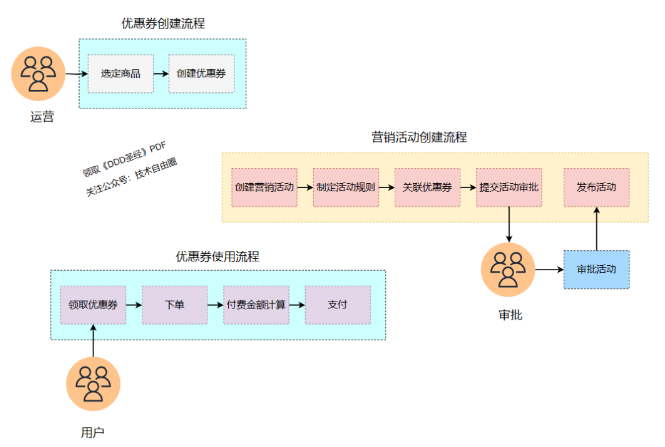 优惠券创建流程
选定商品
创建优惠券
运营
领取《DDD圣经》PDF
关注公众号：技术自由圈
营销活动创建流程
创建营销活动
制定活动规则
关联优惠券
提交活动审批
发布活动
审批
审批活动
优惠券使用流程
领取优惠券
下单
付费金额计算
支付
用户